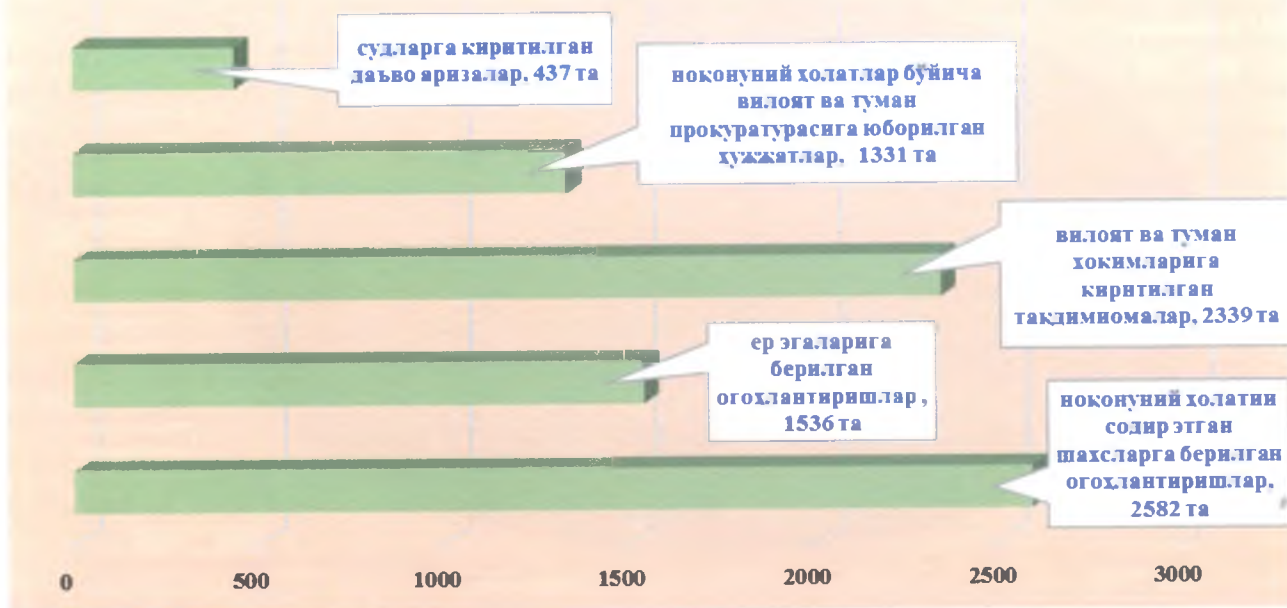 судларга киритилган
даъво аризалар, 437 та
ноқонуний ҳолатлар бўйича
вилоят ва туман
прокуратурасига юборилган
ҳужжатлар, 1331 та
вилоят ва туман
ҳокимларига
киритилган
тақдимномалар, 2339 та
ер эгаларига
берилган
огоҳлантиришлар ,
1536 та
ноқонуний ҳолатни
содир этган
шахсларга берилган
огоҳлантиришлар,
2582 та
0 500 1000 1500 2000 2500 3000